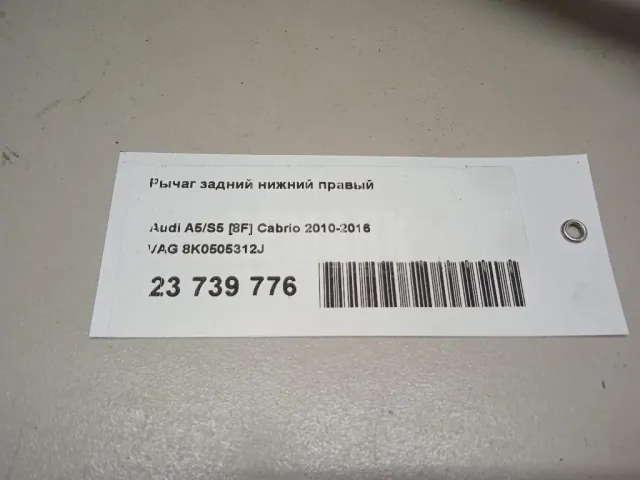 Рычаг задний нижний правый
Audi A5/S5 [8F] Cabrio 2010-2016
VAG 8K0505312J
23 739 776